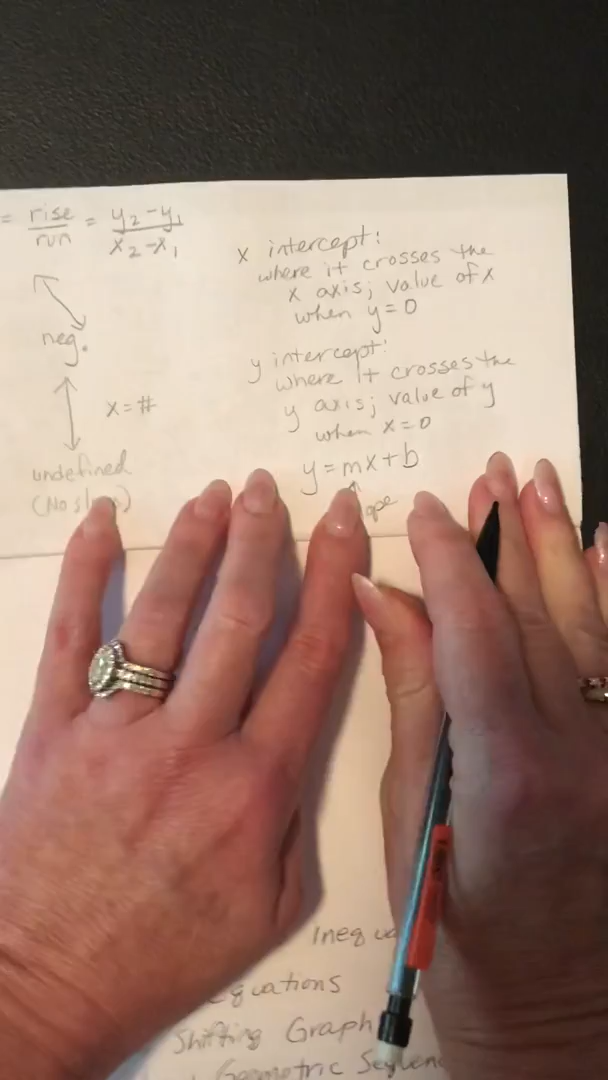 = rise/run = y₂-y₁/x₂-x₁
neg.
x = #
undefined
(No
x intercept:
where it crosses the
x axis; value of x
when y=0
y intercept:
where it crosses the
y axis; value of y
when x=0
y=mx+b
Equations
Shifting Graph
Geometric